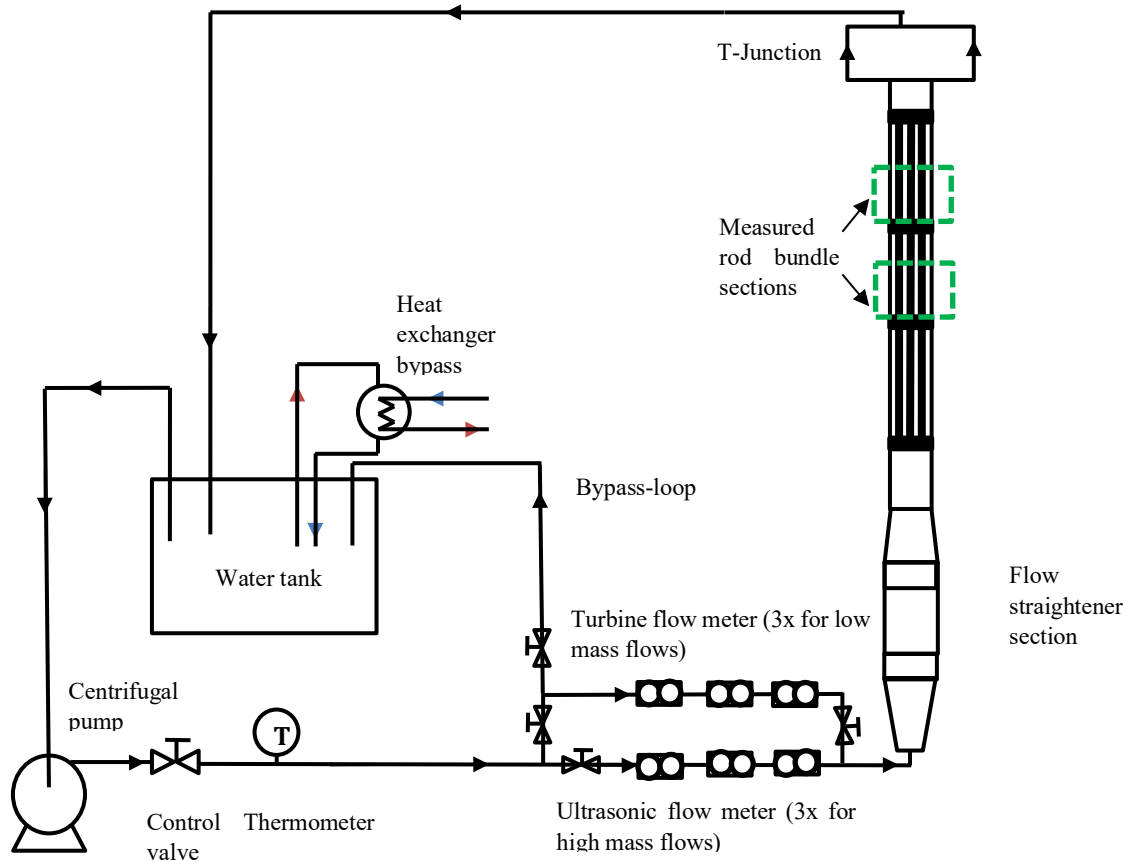 T-Junction
Measured
rod bundle
sections
Heat
exchanger
bypass
Bypass-loop
Water tank
Flow
straightener
section
Turbine flow meter (3x for low
mass flows)
Centrifugal
pump
T
Control Thermometer
valve
Ultrasonic flow meter (3x for
high mass flows)